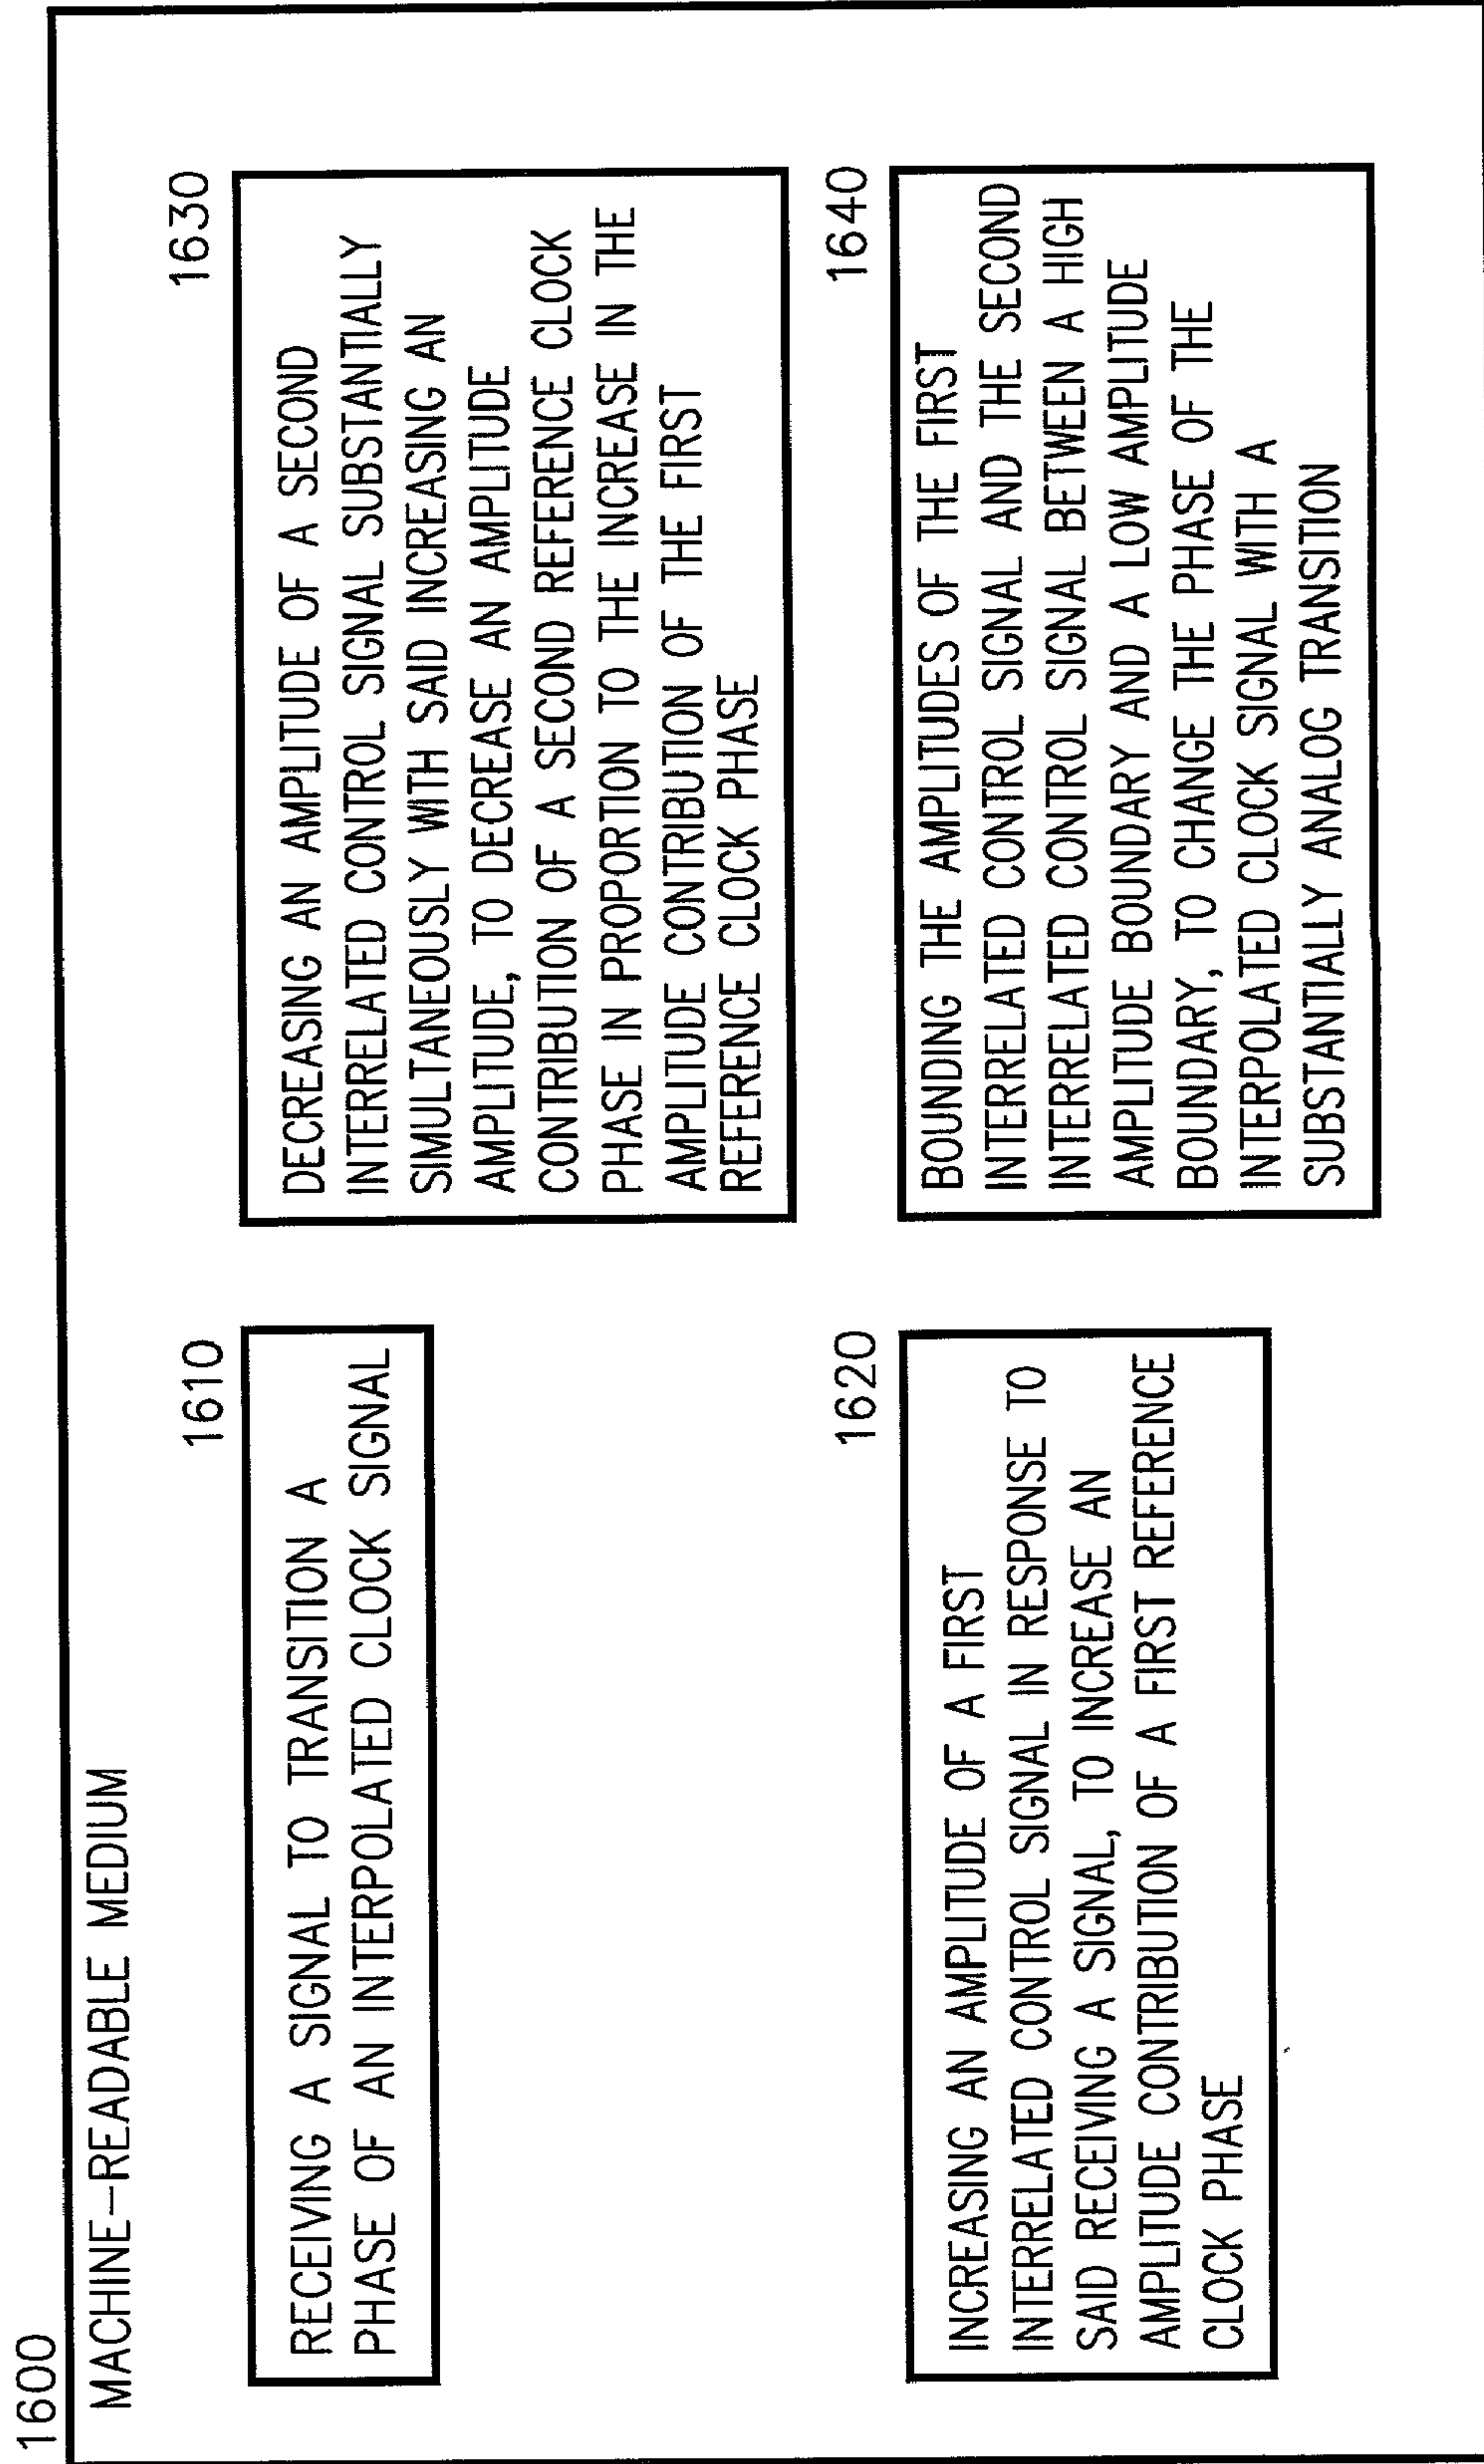 1600
MACHINE-READABLE MEDIUM
1610
RECEIVING A SIGNAL TO TRANSITION A
PHASE OF AN INTERPOLATED CLOCK SIGNAL
1620
INCREASING AN AMPLITUDE OF A FIRST
INTERRELATED CONTROL SIGNAL IN RESPONSE TO
SAID RECEIVING A SIGNAL, TO INCREASE AN
AMPLITUDE CONTRIBUTION OF A FIRST REFERENCE
CLOCK PHASE
1630
DECREASING AN AMPLITUDE OF A SECOND
INTERRELATED CONTROL SIGNAL SUBSTANTIALLY
SIMULTANEOUSLY WITH SAID INCREASING AN
AMPLITUDE, TO DECREASE AN AMPLITUDE
CONTRIBUTION OF A SECOND REFERENCE CLOCK
PHASE IN PROPORTION TO THE INCREASE IN THE
AMPLITUDE CONTRIBUTION OF THE FIRST
REFERENCE CLOCK PHASE
1640
BOUNDING THE AMPLITUDES OF THE FIRST
INTERRELATED CONTROL SIGNAL AND THE SECOND
INTERRELATED CONTROL SIGNAL BETWEEN A HIGH
AMPLITUDE BOUNDARY AND A LOW AMPLITUDE
BOUNDARY, TO CHANGE THE PHASE OF THE
INTERPOLATED CLOCK SIGNAL WITH A
SUBSTANTIALLY ANALOG TRANSITION